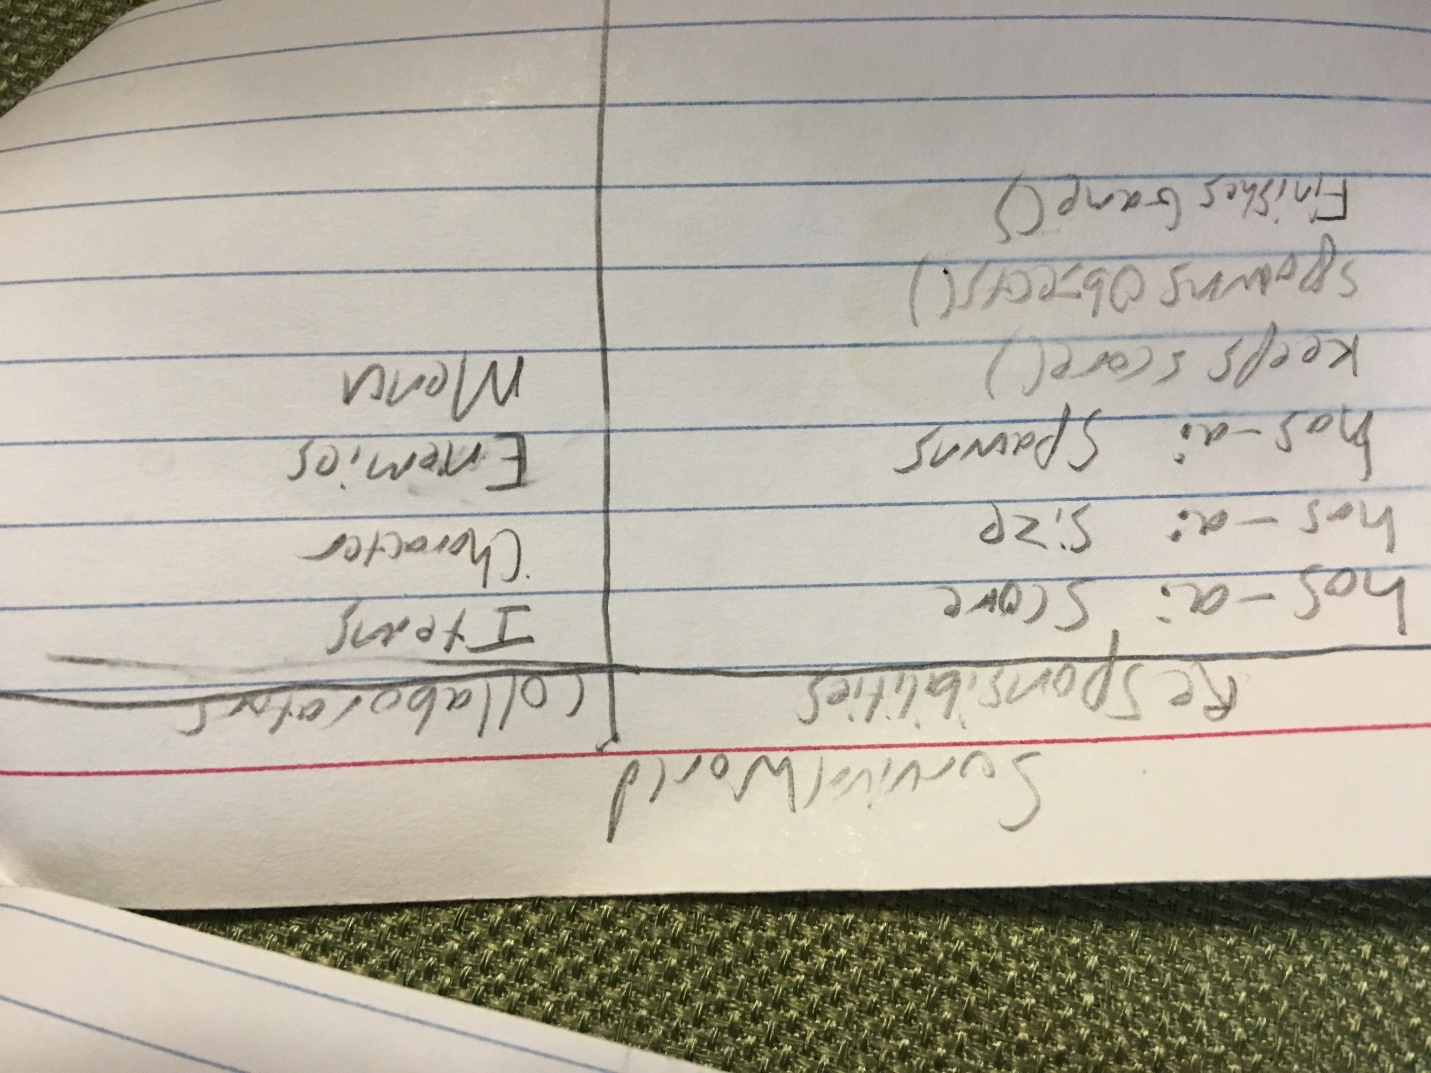 SurvivalWorld
Responsibilities
has-a: score
has-a: size
has-a: spawns
keeps score()
spawns objects()
Finishes Game()
Collaborators
Items
Character
Enemies
Menu